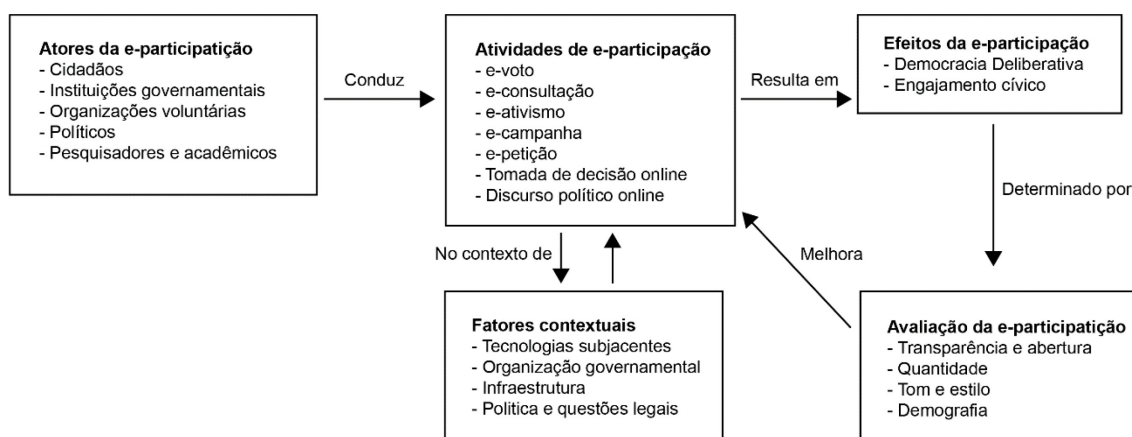 Atores da e-participatição
- Cidadãos
- Instituições governamentais
- Organizações voluntárias
- Políticos
- Pesquisadores e acadêmicos
Conduz
Atividades de e-participação
- e-voto
- e-consultação
- e-ativismo
- e-campanha
- e-petição
- Tomada de decisão online
- Discurso político online
Resulta em
Efeitos da e-participação
- Democracia Deliberativa
- Engajamento cívico
Determinado por
No contexto de
Melhora
Fatores contextuais
- Tecnologias subjacentes
- Organização governamental
- Infraestrutura
- Politica e questões legais
Avaliação da e-participatição
- Transparência e abertura
- Quantidade
- Tom e estilo
- Demografia